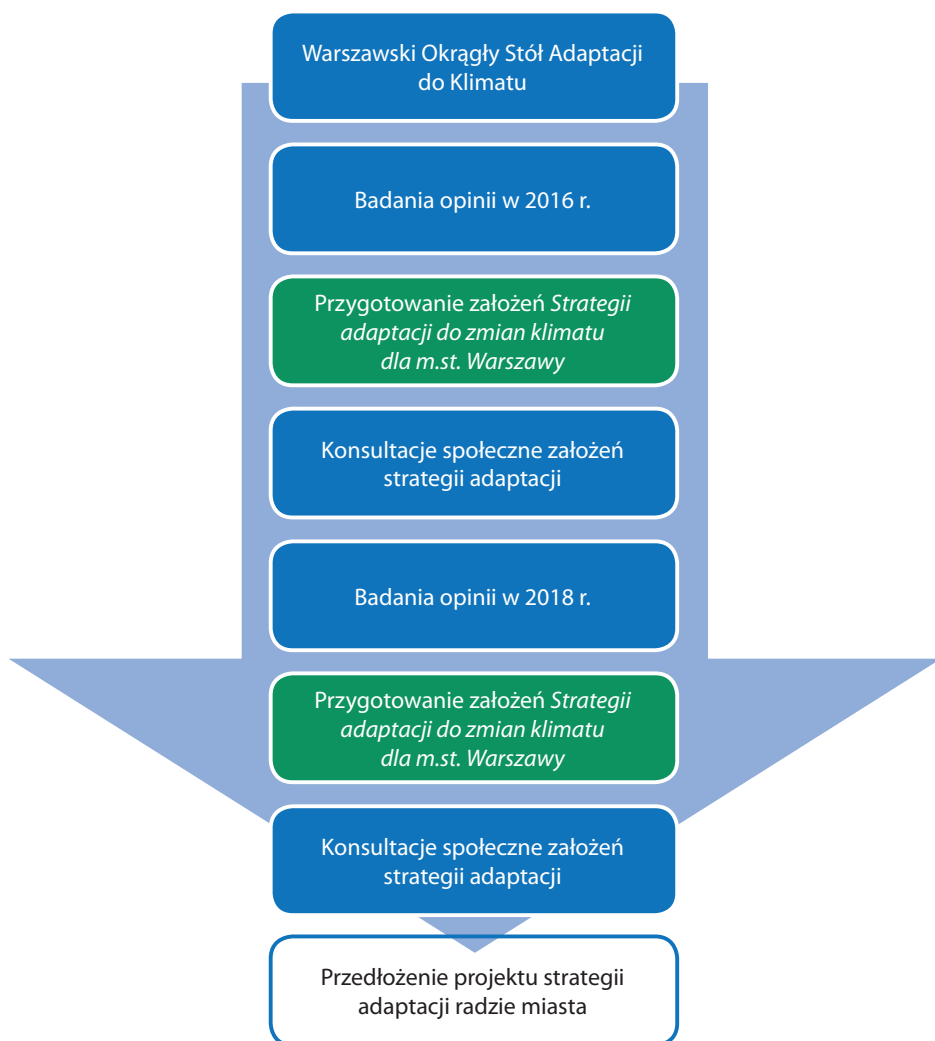 Warszawski Okrągły Stół Adaptacji
do Klimatu
Badania opinii w 2016 r.
Przygotowanie założeń Strategii
adaptacji do zmian klimatu
dla m.st. Warszawy
Konsultacje społeczne założeń
strategii adaptacji
Badania opinii w 2018 r.
Przygotowanie założeń Strategii
adaptacji do zmian klimatu
dla m.st. Warszawy
Konsultacje społeczne założeń
strategii adaptacji
Przedłożenie projektu strategii
adaptacji radzie miasta